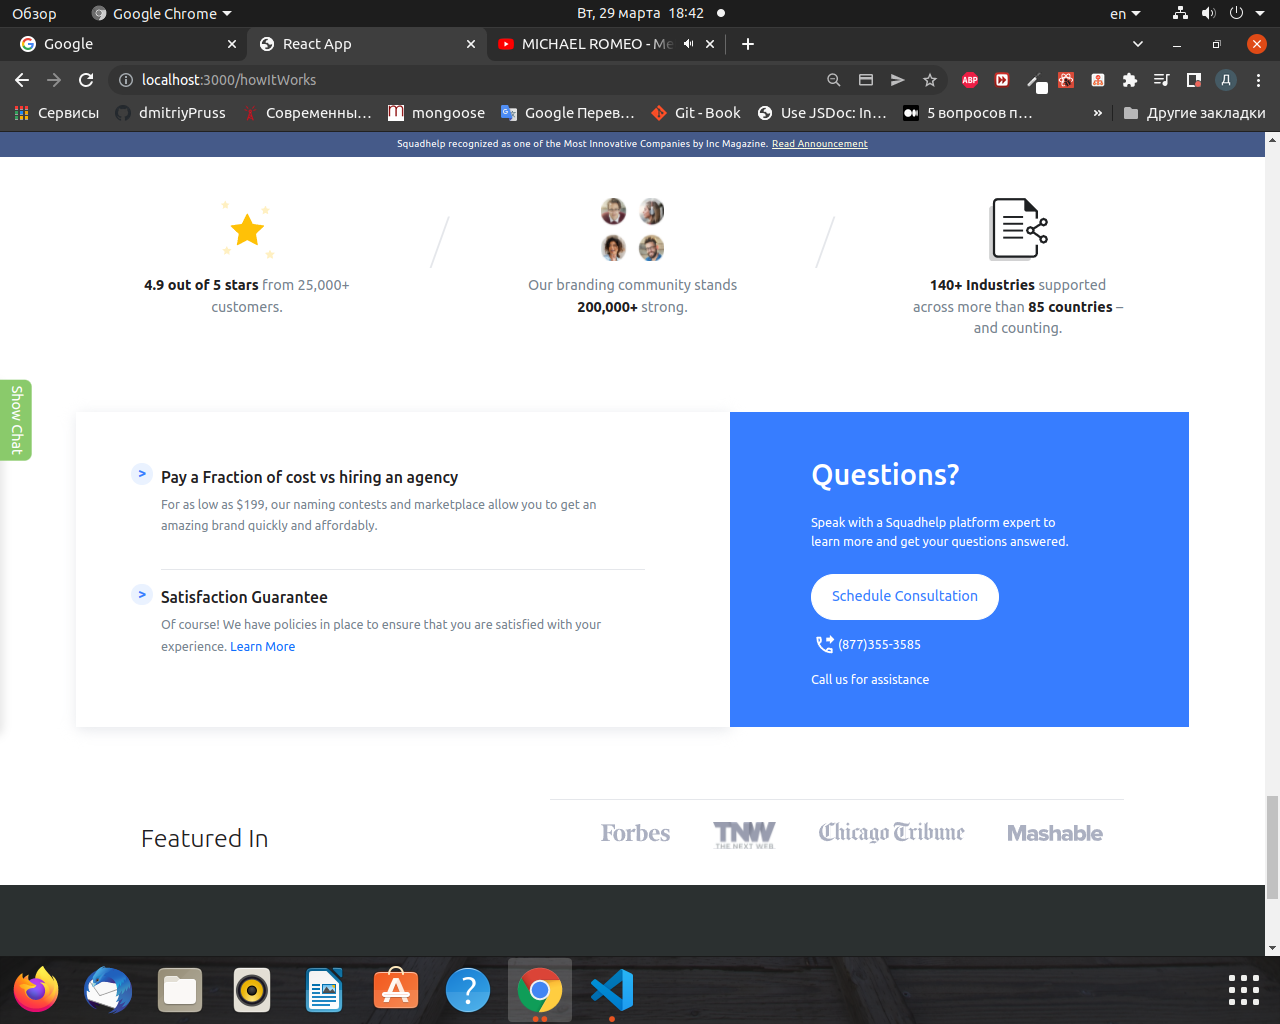 Обзор
Google Chrome
Вт, 29 марта 18:42
en
Google
React App
MICHAEL ROMEO - Me
localhost:3000/howItWorks
ABP
Д
Сервисы
dmitriyPruss
Современны…
mongoose
Google Перев…
Git - Book
Use JSDoc: In…
5 вопросов п…
»
Другие закладки
Squadhelp recognized as one of the Most Innovative Companies by Inc Magazine. Read Announcement
4.9 out of 5 stars from 25,000+
customers.
Our branding community stands
200,000+ strong.
140+ Industries supported
across more than 85 countries –
and counting.
Show Chat
> Pay a Fraction of cost vs hiring an agency
For as low as $199, our naming contests and marketplace allow you to get an
amazing brand quickly and affordably.
> Satisfaction Guarantee
Of course! We have policies in place to ensure that you are satisfied with your
experience. Learn More
Questions?
Speak with a Squadhelp platform expert to
learn more and get your questions answered.
Schedule Consultation
(877)355-3585
Call us for assistance
Featured In
Forbes
TNW
THE NEXT WEB
Chicago Tribune
Mashable